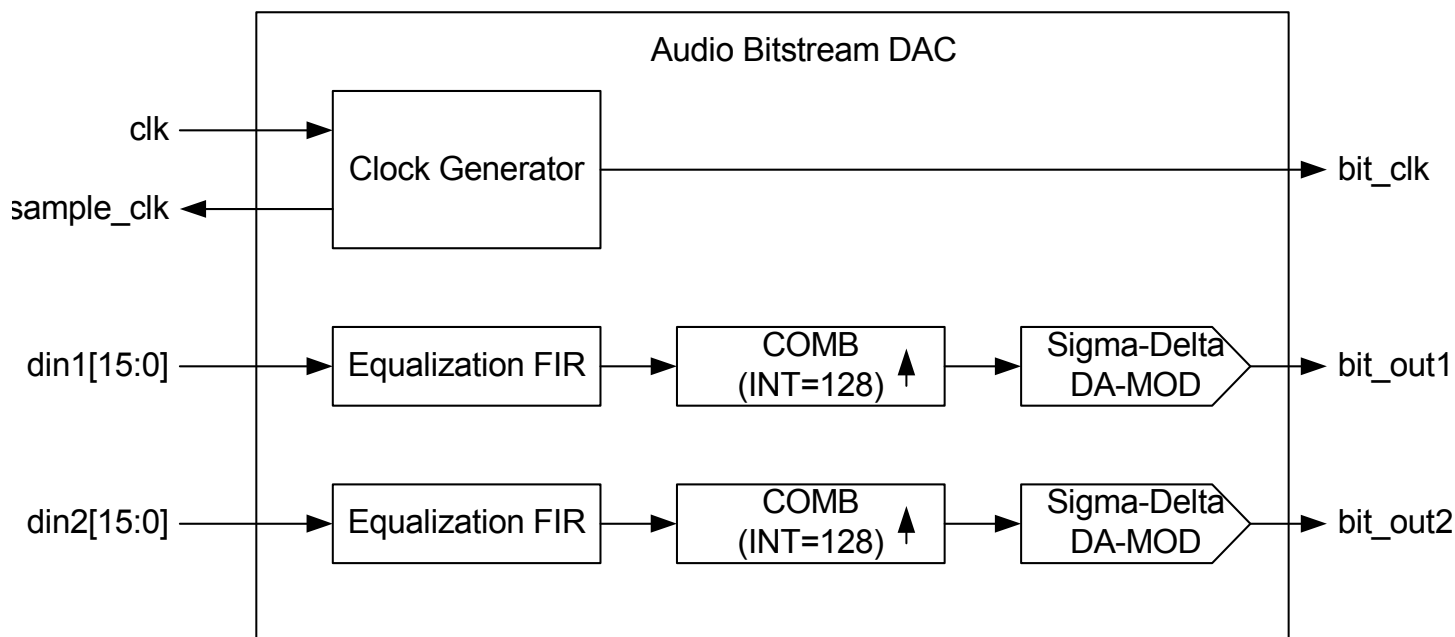 Audio Bitstream DAC
clk
Clock Generator
bit_clk
sample_clk
din1[15:0]
Equalization FIR
COMB
(INT=128)
Sigma-Delta
DA-MOD
bit_out1
din2[15:0]
Equalization FIR
COMB
(INT=128)
Sigma-Delta
DA-MOD
bit_out2